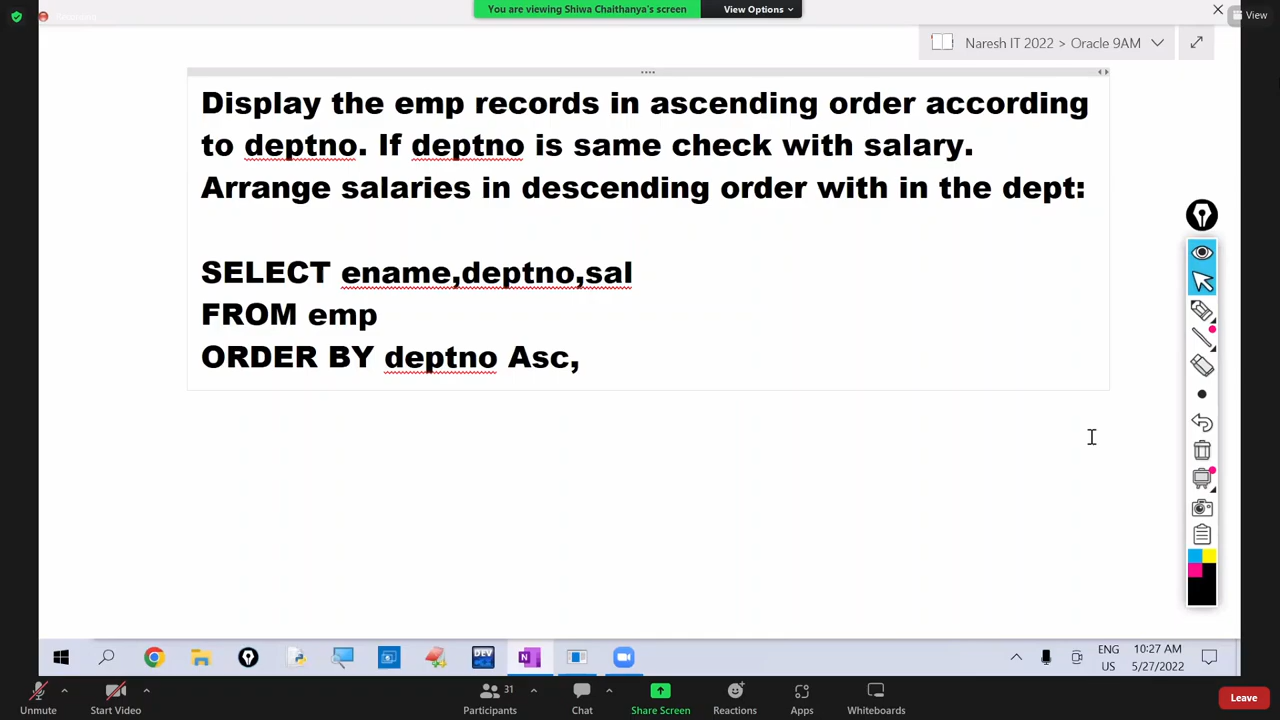 You are viewing Shiwa Chaithanya's screen
View Options
View
Naresh IT 2022 > Oracle 9AM
Display the emp records in ascending order according
to deptno. If deptno is same check with salary.
Arrange salaries in descending order with in the dept:
SELECT ename,deptno,sal
FROM emp
ORDER BY deptno Asc,
DEV
N
ENG
US
10:27 AM
5/27/2022
Unmute
Start Video
Participants
31
Chat
Share Screen
Reactions
Apps
Whiteboards
Leave